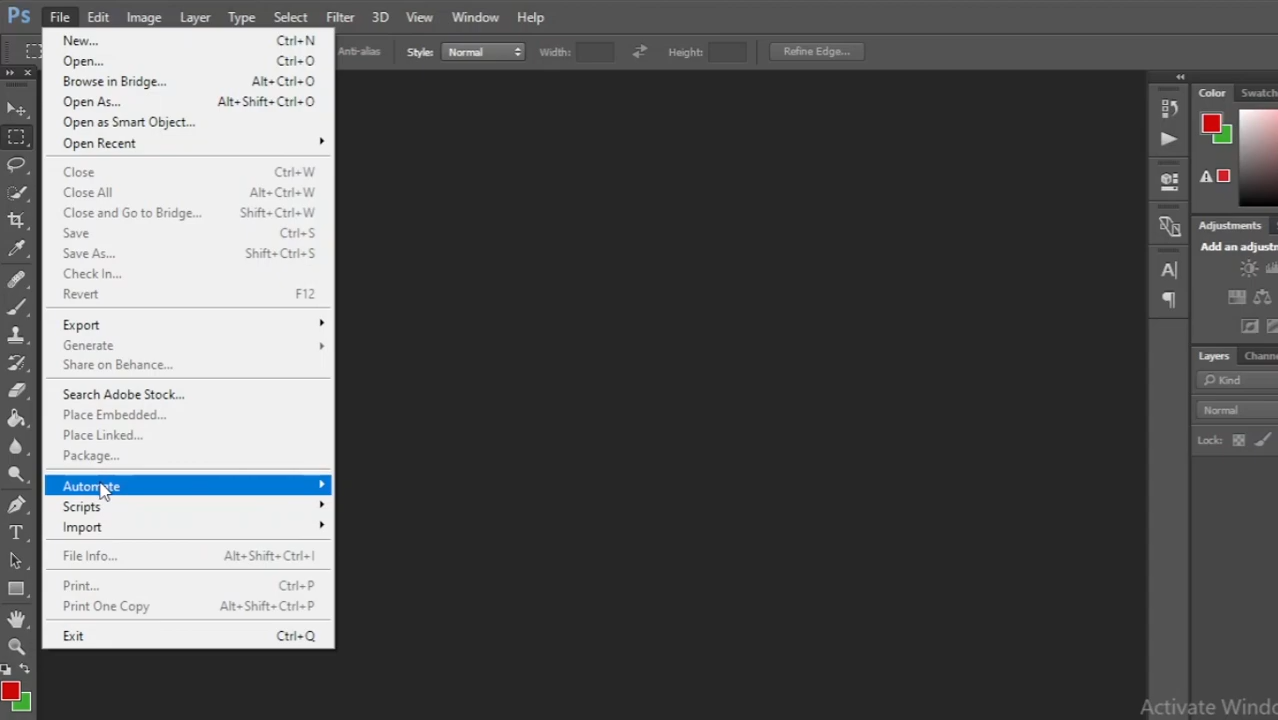 Ps File Edit Image Layer Type Select Filter 3D View Window Help
Anti-alias Style: Normal Width: Height: Refine Edge...
New... Ctrl+N
Open... Ctrl+O
Browse in Bridge... Alt+Ctrl+O
Open As... Alt+Shift+Ctrl+O
Open as Smart Object...
Open Recent
Close Ctrl+W
Close All Alt+Ctrl+W
Close and Go to Bridge... Shift+Ctrl+W
Save Ctrl+S
Save As... Shift+Ctrl+S
Check In...
Revert F12
Export
Generate
Share on Behance...
Search Adobe Stock...
Place Embedded...
Place Linked...
Package...
Automate
Scripts
Import
File Info... Alt+Shift+Ctrl+I
Print... Ctrl+P
Print One Copy Alt+Shift+Ctrl+P
Exit Ctrl+Q
Color Swatch
Adjustments
Add an adjustm
Layers Chann
Kind
Normal
Lock:
Activate Windo